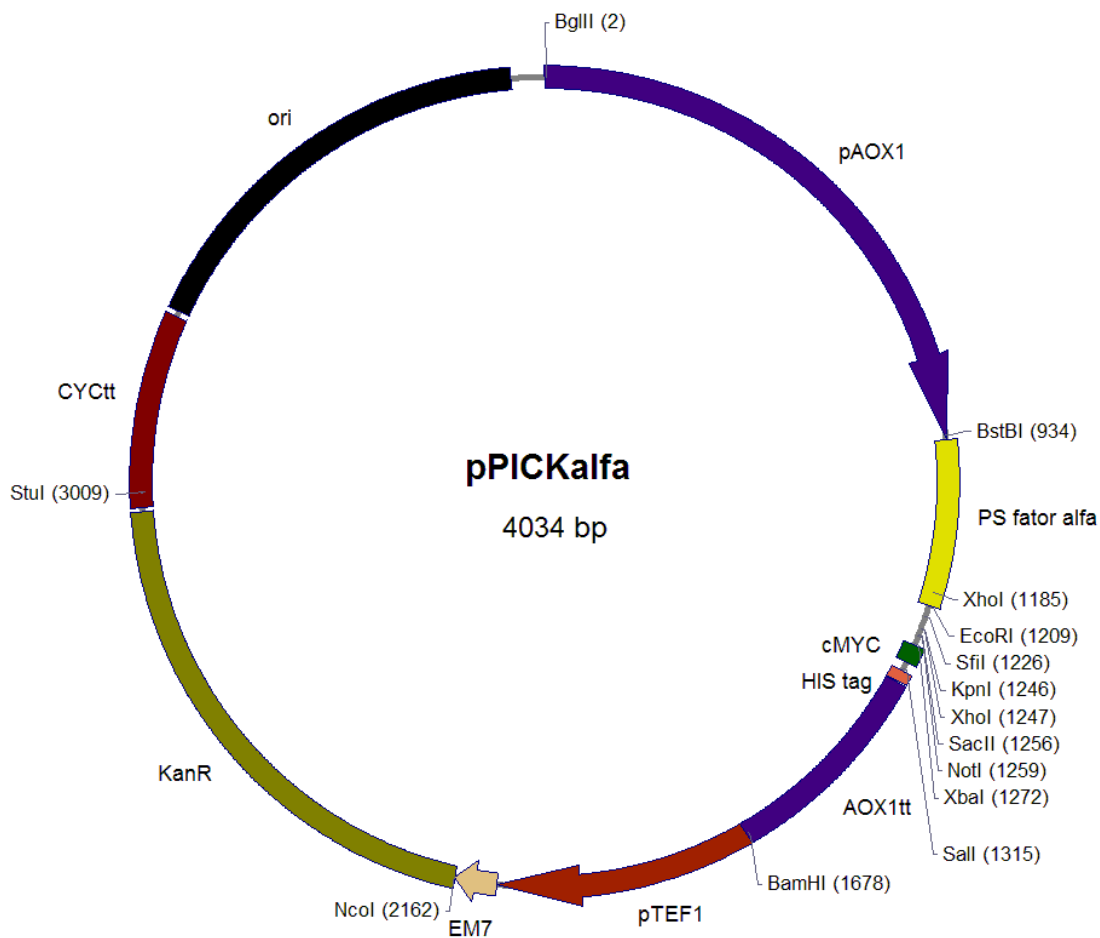 BglII (2)
ori
pAOX1
CYCtt
BstBI (934)
pPICKalfa
StuI (3009)
PS fator alfa
4034 bp
XhoI (1185)
EcoRI (1209)
cMYC
SfiI (1226)
HIS tag
KpnI (1246)
XhoI (1247)
SacII (1256)
NotI (1259)
KanR
XbaI (1272)
AOX1tt
SalI (1315)
BamHI (1678)
NcoI (2162)
pTEF1
EM7